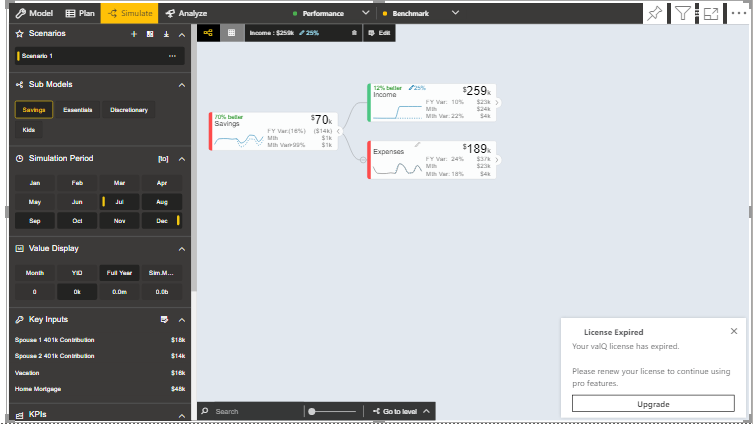 Model Plan Simulate Analyze Performance Benchmark
Scenarios
Scenario 1
Sub Models
Savings Essentials Discretionary
Kids
Simulation Period
Jan Feb Mar Apr
May Jun Jul Aug
Sep Oct Nov Dec
Value Display
Month YTD Full Year Sim.M...
0 0k 0.0m 0.0b
Key Inputs
Spouse 1 401k Contribution $18k
Spouse 2 401k Contribution $14k
Vacation $16k
Home Mortgage $48k
KPIs
Income : $259k 25% Edit
70% better
Savings
$70k
FY Var:(16%) ($14k)
Mth $1k
Mth Var>99% $1k
12% better 25%
Income
$259k
FY Var: 10% $23k
Mth $24k
Mth Var: 22% $4k
Expenses
$189k
FY Var: 24% $37k
Mth $23k
Mth Var: 18% $4k
License Expired
Your valQ license has expired.
Please renew your license to continue using
pro features.
Upgrade
Search Go to level